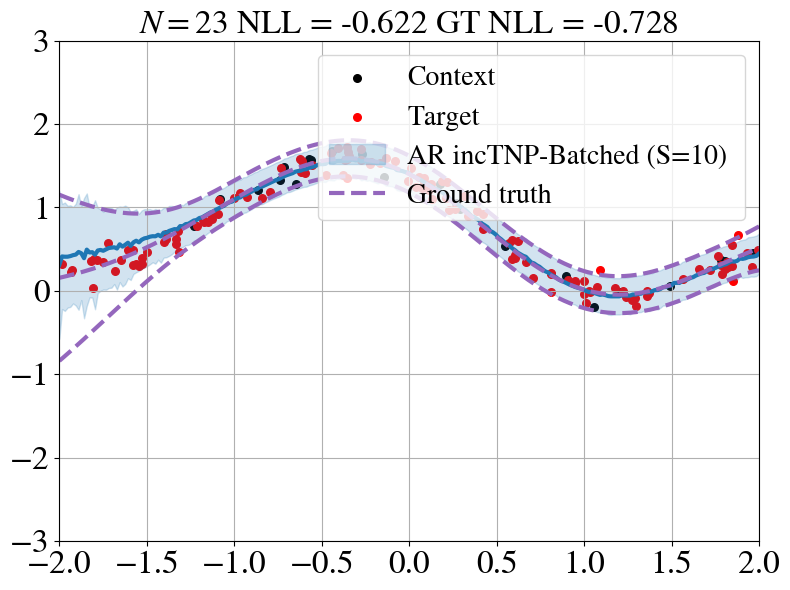 N = 23 NLL = -0.622 GT NLL = -0.728
Context
Target
AR incTNP-Batched (S=10)
Ground truth
3
2
1
0
−1
−2
−3
−2.0 −1.5 −1.0 −0.5 0.0 0.5 1.0 1.5 2.0